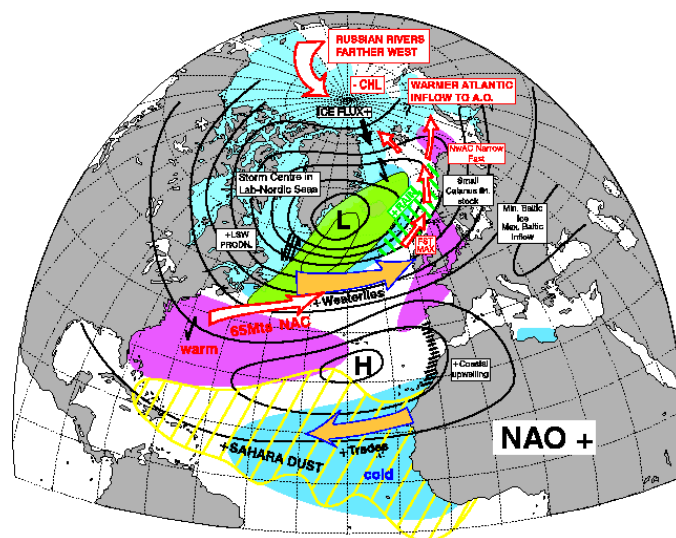 RUSSIAN RIVERS
FARTHER WEST
- CHL
WARMER ATLANTIC
INFLOW TO A.O.
ICE FLUX+
NwAC Narrow
Fast
Storm Centre in
Lab-Nordic Seas
Small
Calanus fin.
stock
Min. Baltic
Ice
Max. Baltic
Inflow
L
+LSW
PRODN.
FST
MAX
+ Westerlies
65Mts NAC
warm
H
+Coastal
upwelling
NAO +
+SAHARA DUST
+Trades
cold